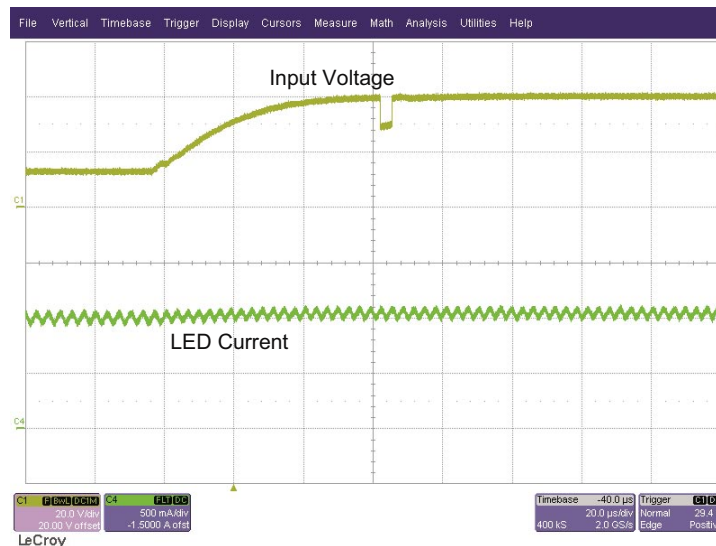 File Vertical Timebase Trigger Display Cursors Measure Math Analysis Utilities Help
Input Voltage
C1
LED Current
C4
C1 F BwL DC1M
20.0 V/div
20.00 V offset
C4 FLT DC
500 mA/div
-1.5000 A ofst
Timebase -40.0 µs
20.0 µs/div
400 kS 2.0 GS/s
Trigger C1 D
Normal 29.4
Edge Positiv
LeCroy